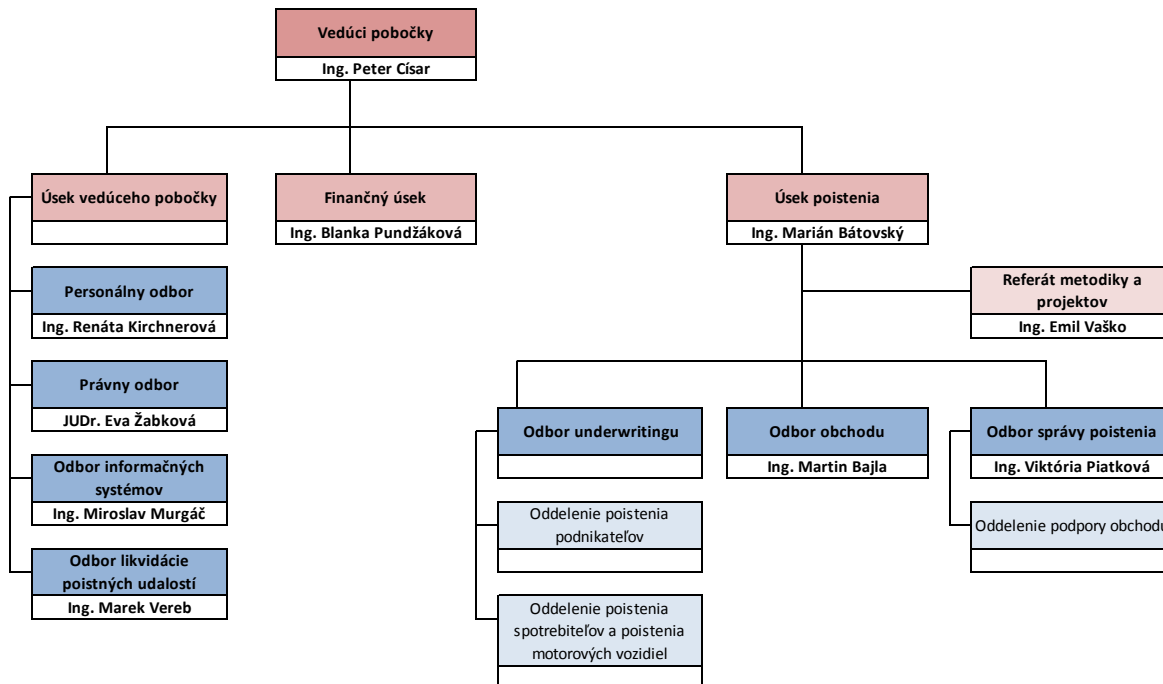 Vedúci pobočky
Ing. Peter Císar
Úsek vedúceho pobočky
Finančný úsek
Ing. Blanka Pundžáková
Úsek poistenia
Ing. Marián Bátovský
Personálny odbor
Ing. Renáta Kirchnerová
Referát metodiky a
projektov
Ing. Emil Vaško
Právny odbor
JUDr. Eva Žabková
Odbor informačných
systémov
Ing. Miroslav Murgáč
Odbor likvidácie
poistných udalostí
Ing. Marek Vereb
Odbor underwritingu
Odbor obchodu
Ing. Martin Bajla
Odbor správy poistenia
Ing. Viktória Piatková
Oddelenie poistenia
podnikateľov
Oddelenie podpory obchodu
Oddelenie poistenia
spotrebiteľov a poistenia
motorových vozidiel